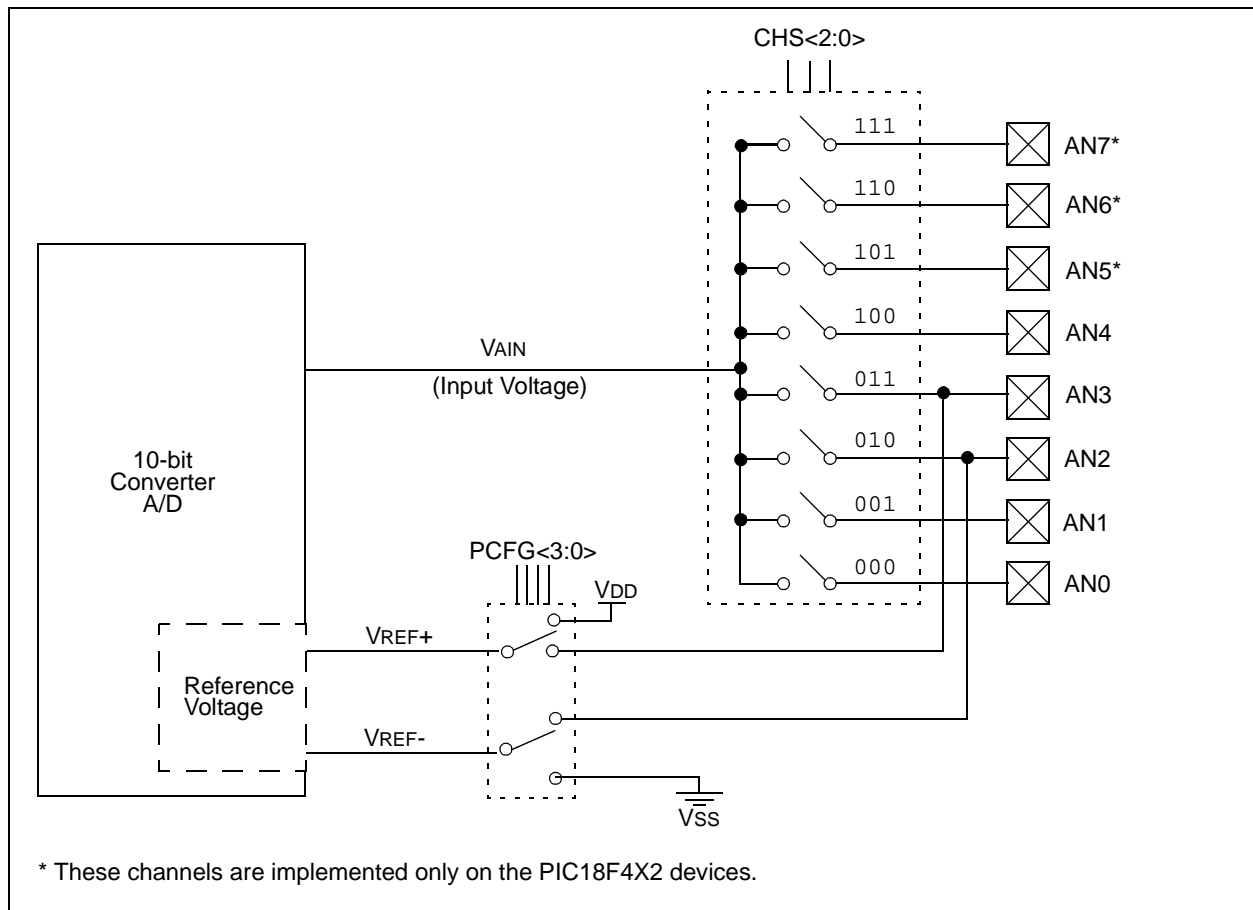 CHS<2:0>
111
AN7*
110
AN6*
101
AN5*
100
AN4
VAIN
(Input Voltage)
011
AN3
010
AN2
10-bit
Converter
A/D
001
AN1
PCFG<3:0>
000
AN0
VDD
VREF+
Reference
Voltage
VREF-
VSS
* These channels are implemented only on the PIC18F4X2 devices.